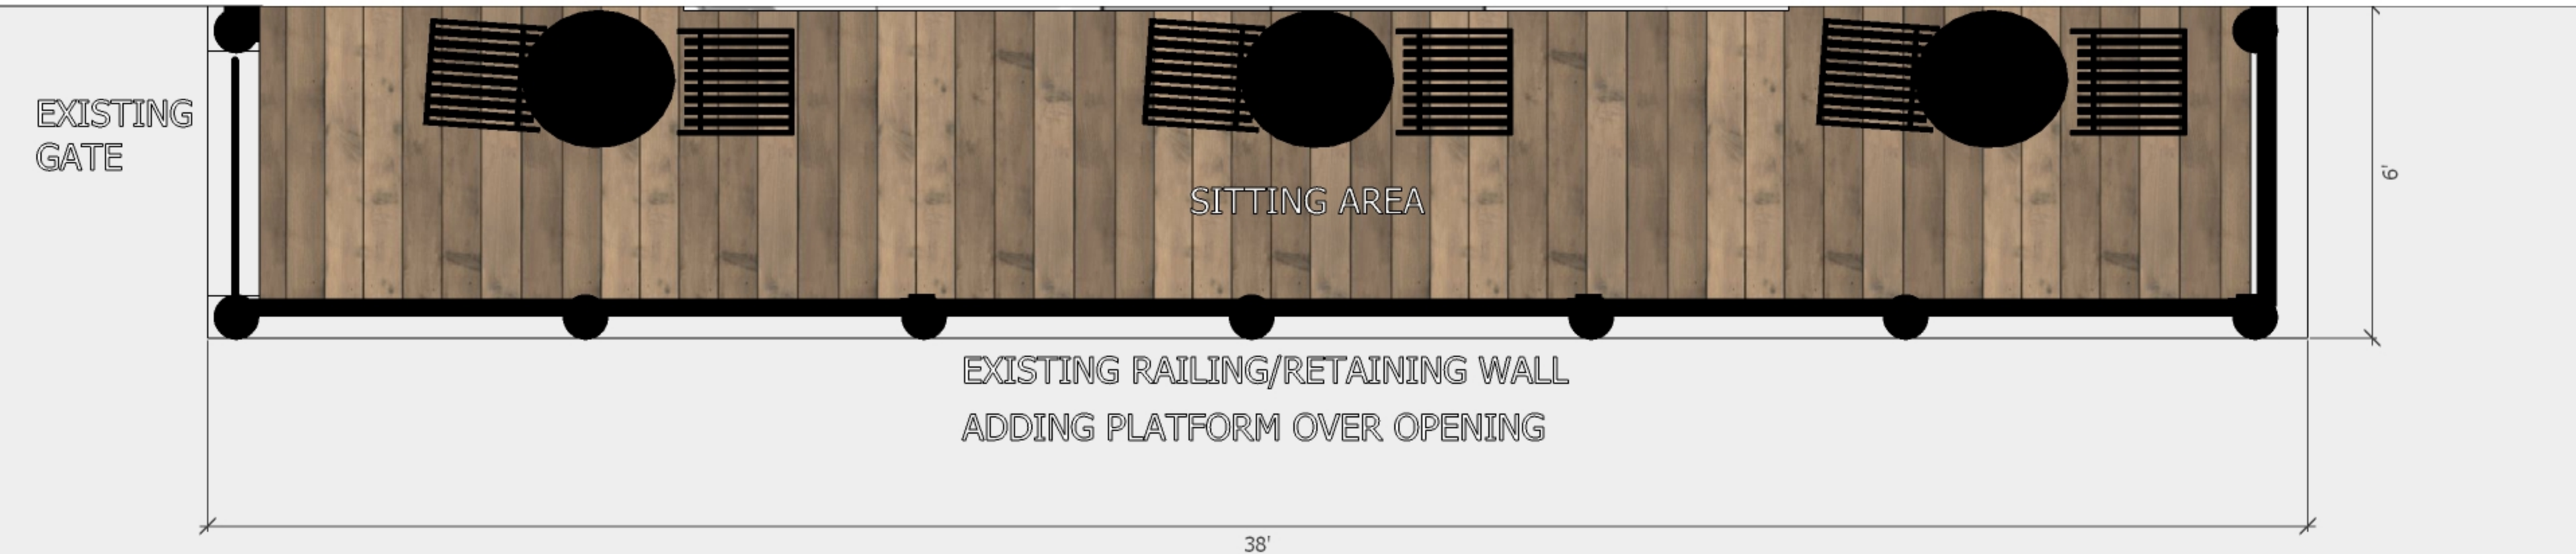 EXISTING
GATE
6'
SITTING AREA
EXISTING RAILING/RETAINING WALL
ADDING PLATFORM OVER OPENING
38'